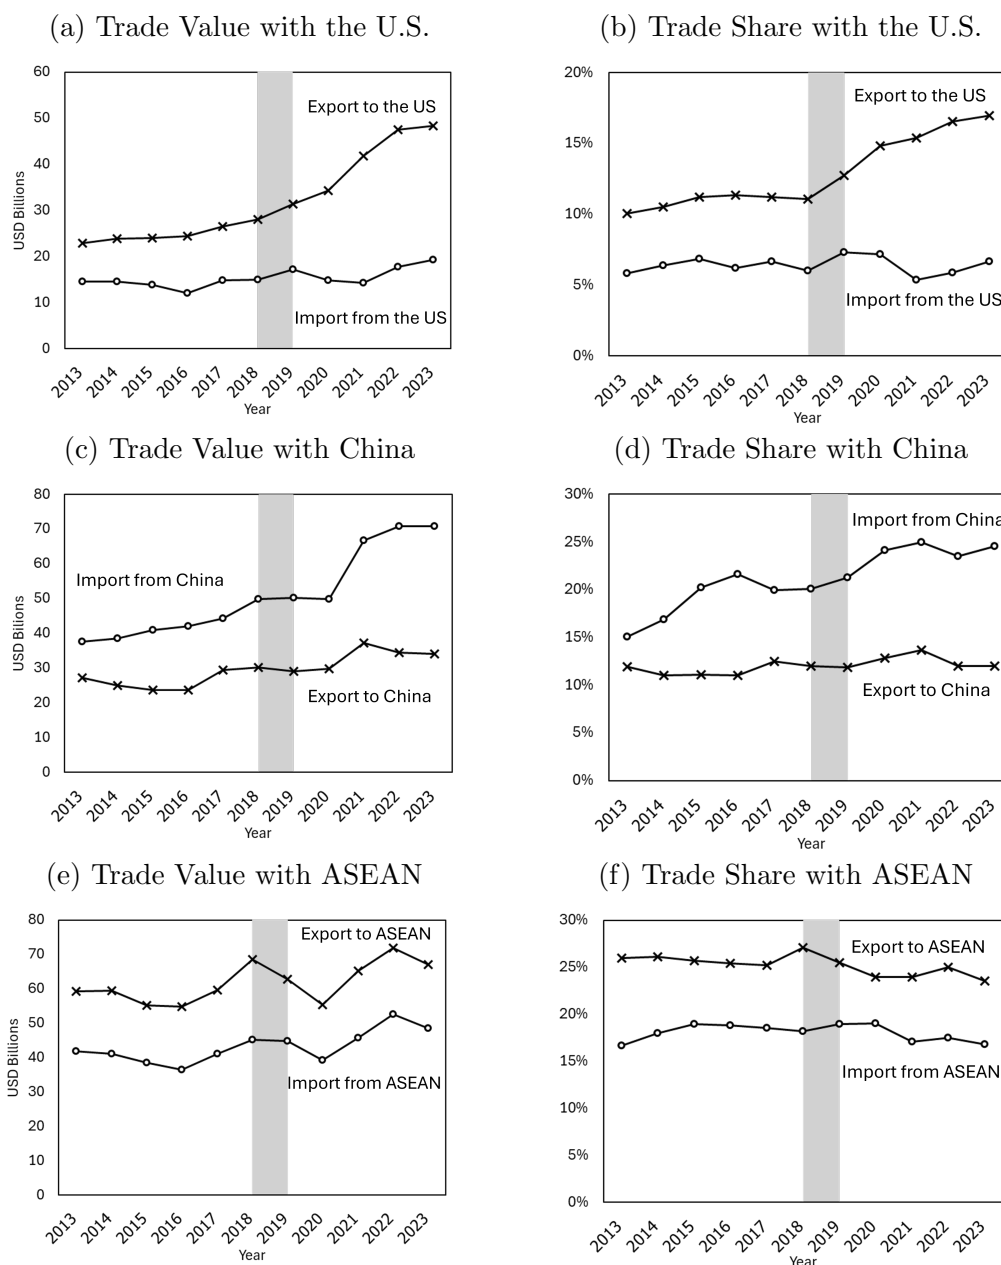 (a) Trade Value with the U.S.
60
50
40
30
20
10
0
USD Billions
Export to the US
Import from the US
2013 2014 2015 2016 2017 2018 2019 2020 2021 2022 2023
Year
(b) Trade Share with the U.S.
20%
15%
10%
5%
0%
Export to the US
Import from the US
2013 2014 2015 2016 2017 2018 2019 2020 2021 2022 2023
Year
(c) Trade Value with China
80
70
60
50
40
30
20
10
0
USD Bilions
Import from China
Export to China
2013 2014 2015 2016 2017 2018 2019 2020 2021 2022 2023
Year
(d) Trade Share with China
30%
25%
20%
15%
10%
5%
0%
Import from China
Export to China
2013 2014 2015 2016 2017 2018 2019 2020 2021 2022 2023
Year
(e) Trade Value with ASEAN
80
70
60
50
40
30
20
10
0
USD Billions
Export to ASEAN
Import from ASEAN
2013 2014 2015 2016 2017 2018 2019 2020 2021 2022 2023
Year
(f) Trade Share with ASEAN
30%
25%
20%
15%
10%
5%
0%
Export to ASEAN
Import from ASEAN
2013 2014 2015 2016 2017 2018 2019 2020 2021 2022 2023
Year